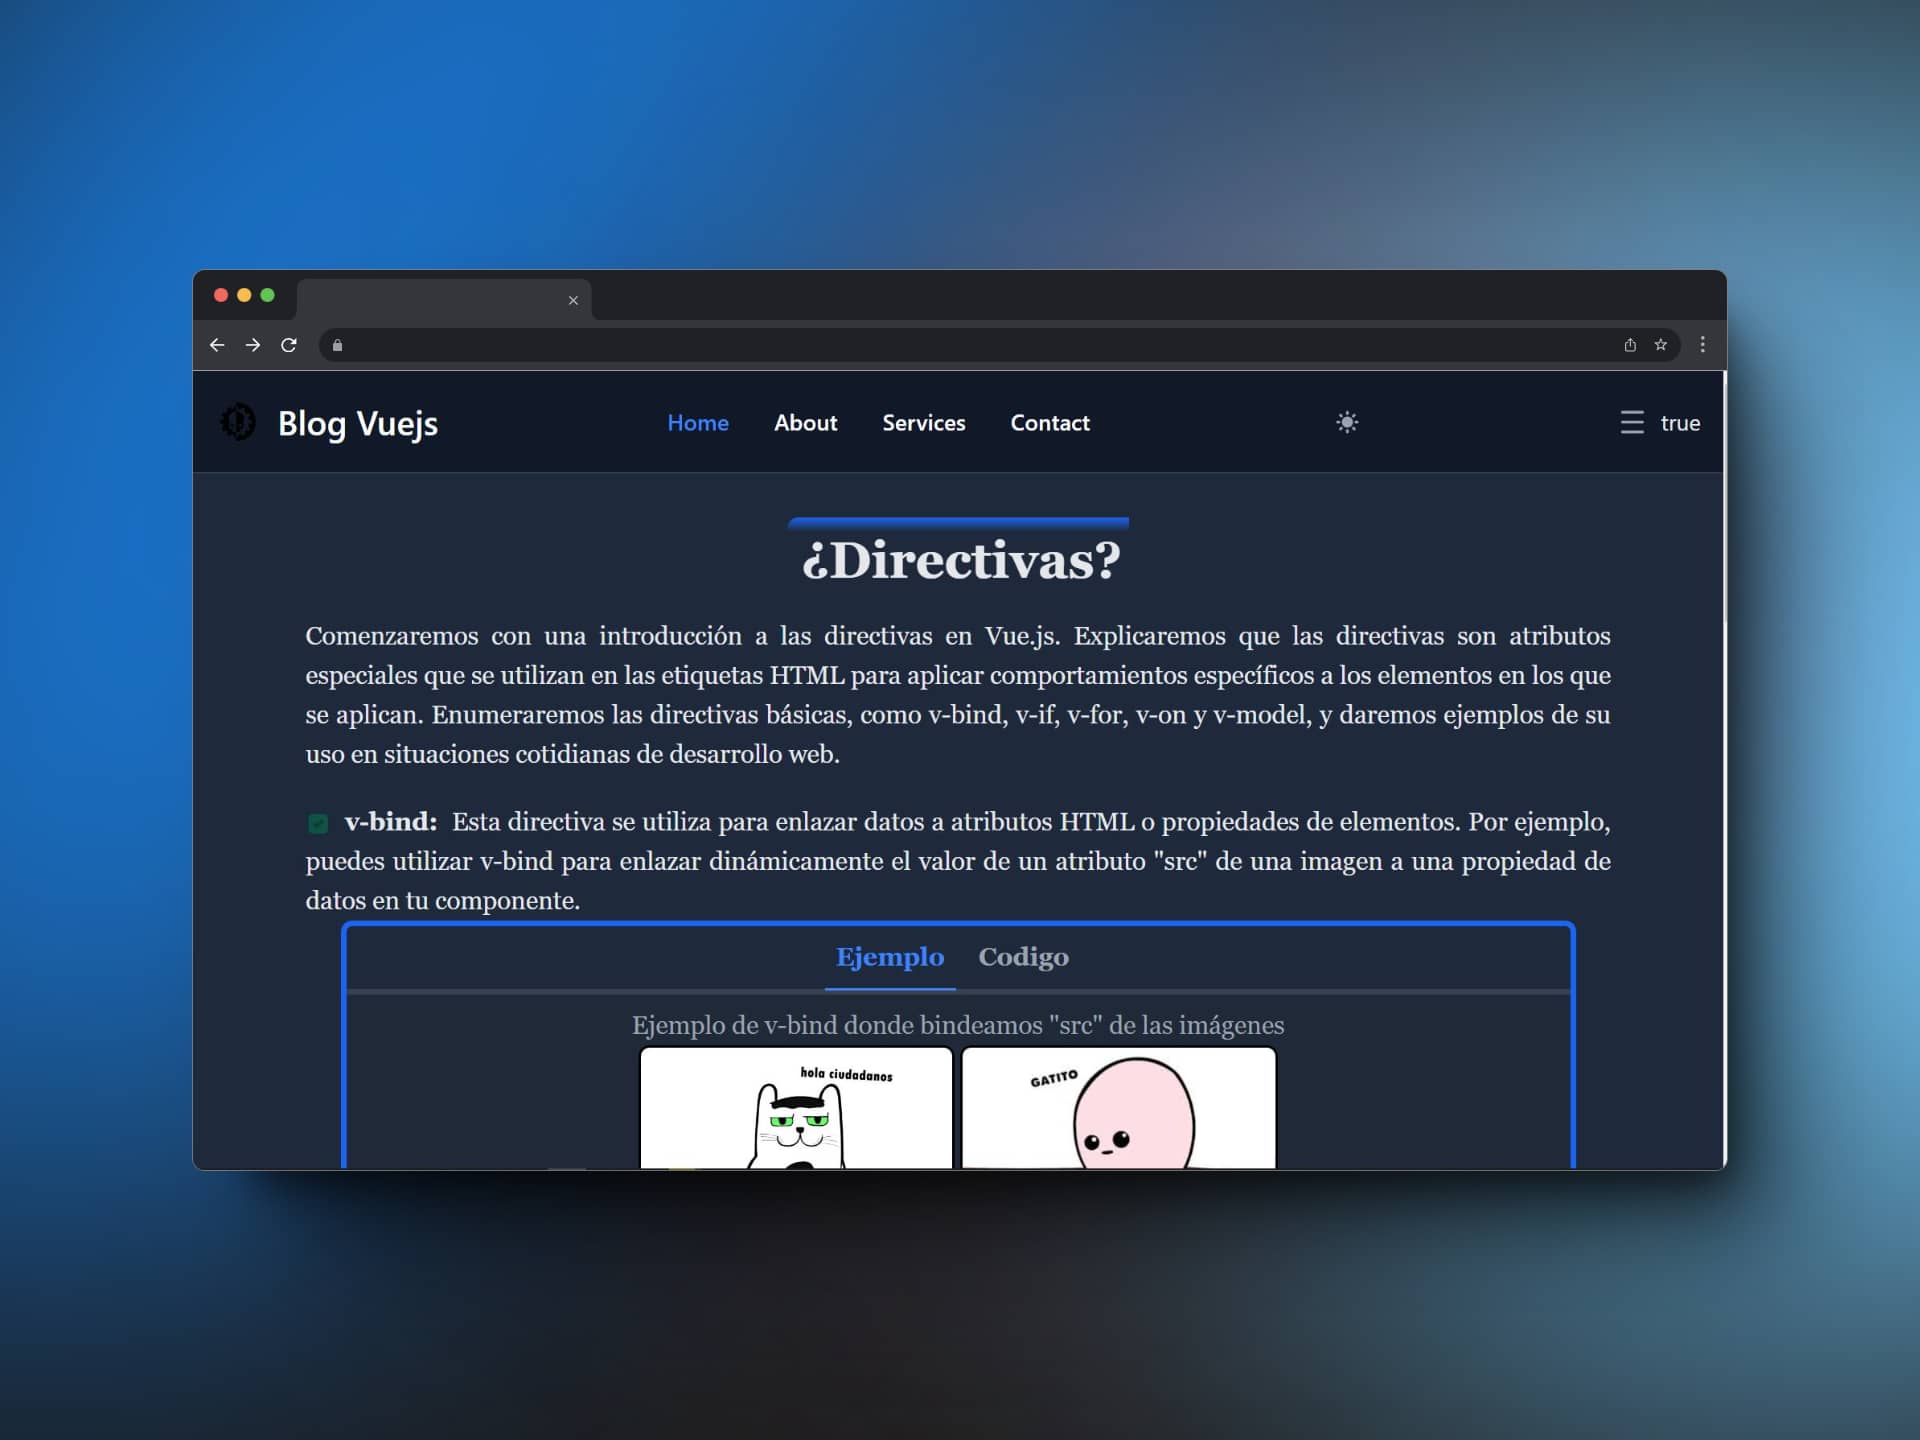 Blog Vuejs
Home About Services Contact
true
¿Directivas?
Comenzaremos con una introducción a las directivas en Vue.js. Explicaremos que las directivas son atributos
especiales que se utilizan en las etiquetas HTML para aplicar comportamientos específicos a los elementos en los que
se aplican. Enumeraremos las directivas básicas, como v-bind, v-if, v-for, v-on y v-model, y daremos ejemplos de su
uso en situaciones cotidianas de desarrollo web.
v-bind: Esta directiva se utiliza para enlazar datos a atributos HTML o propiedades de elementos. Por ejemplo,
puedes utilizar v-bind para enlazar dinámicamente el valor de un atributo "src" de una imagen a una propiedad de
datos en tu componente.
Ejemplo Codigo
Ejemplo de v-bind donde bindeamos "src" de las imágenes
hola ciudadanos
GATITO